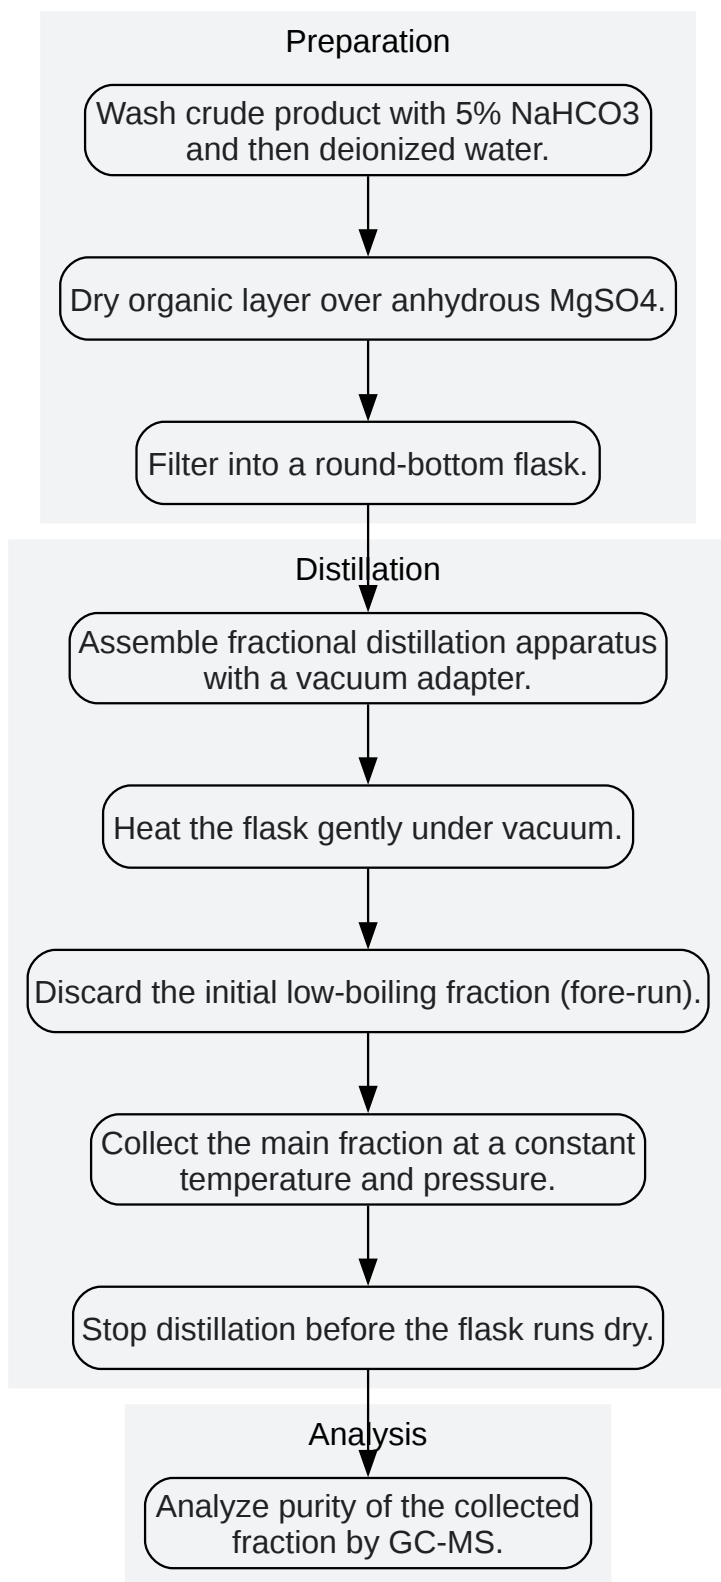 Preparation
Wash crude product with 5% NaHCO3
and then deionized water.
Dry organic layer over anhydrous MgSO4.
Filter into a round-bottom flask.
Distillation
Assemble fractional distillation apparatus
with a vacuum adapter.
Heat the flask gently under vacuum.
Discard the initial low-boiling fraction (fore-run).
Collect the main fraction at a constant
temperature and pressure.
Stop distillation before the flask runs dry.
Analysis
Analyze purity of the collected
fraction by GC-MS.